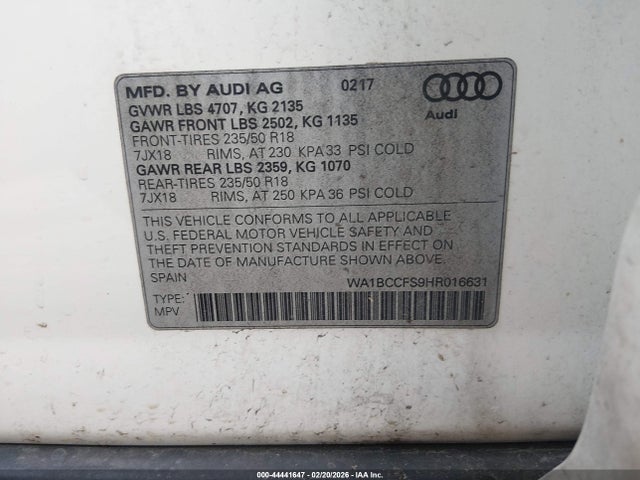 MFD. BY AUDI AG 0217
GVWR LBS 4707, KG 2135
GAWR FRONT LBS 2502, KG 1135
FRONT-TIRES 235/50 R18
7JX18 RIMS, AT 230 KPA 33 PSI COLD
GAWR REAR LBS 2359, KG 1070
REAR-TIRES 235/50 R18
7JX18 RIMS, AT 250 KPA 36 PSI COLD
Audi
THIS VEHICLE CONFORMS TO ALL APPLICABLE
U.S. FEDERAL MOTOR VEHICLE SAFETY AND
THEFT PREVENTION STANDARDS IN EFFECT ON
THE DATE OF MANUFACTURE SHOWN ABOVE.
SPAIN WA1BCCFS9HR016631
TYPE:
MPV
000-44441647 - 02/20/2026 - IAA Inc.